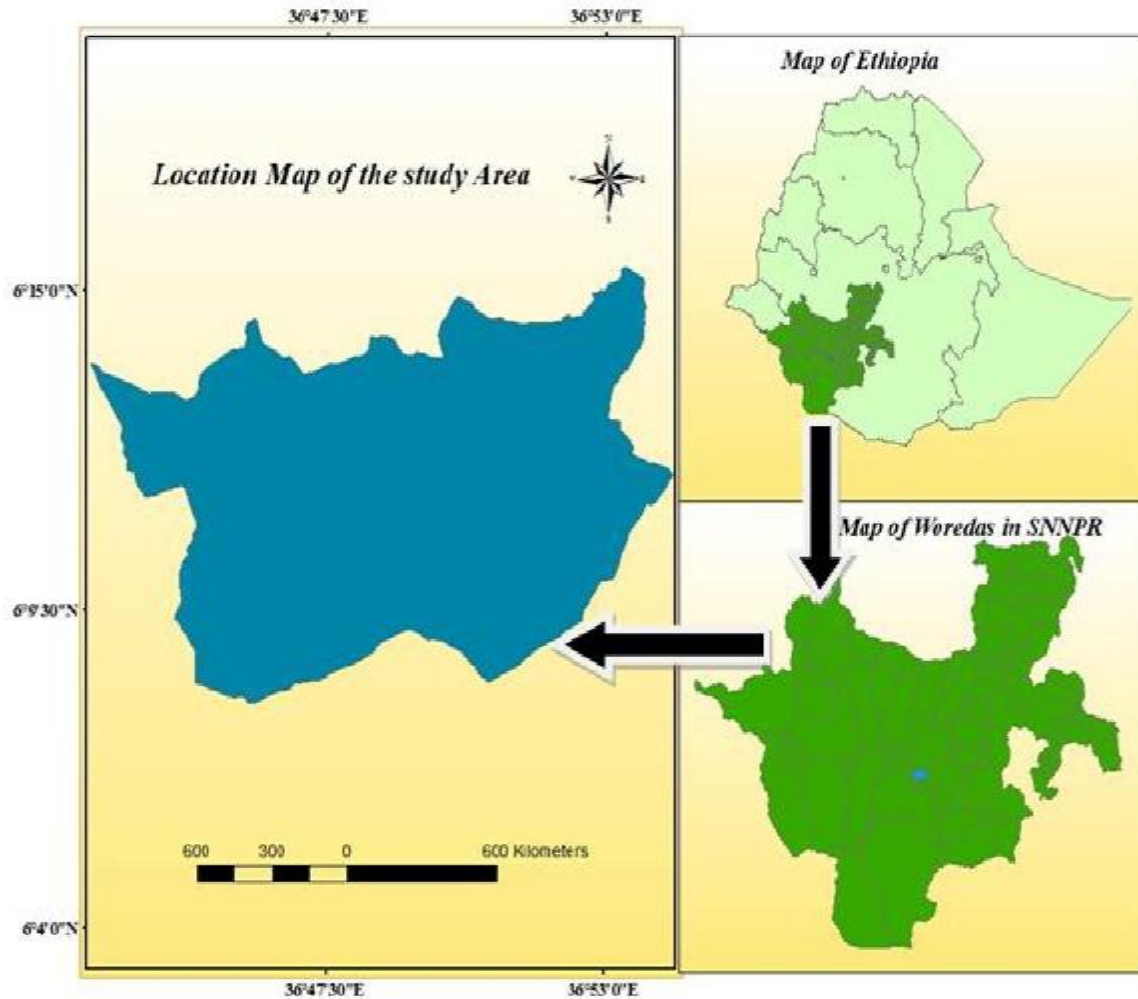 36°47'30"E 36°53'0"E
Map of Ethiopia
Location Map of the study Area
6°15'0"N
Map of Woredas in SNNPR
6°9'30"N
600 300 0 600 Kilometers
6°4'0"N
36°47'30"E 36°53'0"E